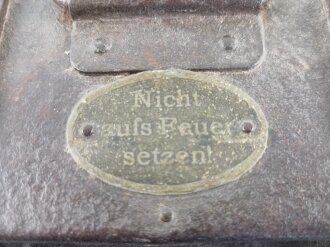 Nicht
aufs Feuer
setzen!